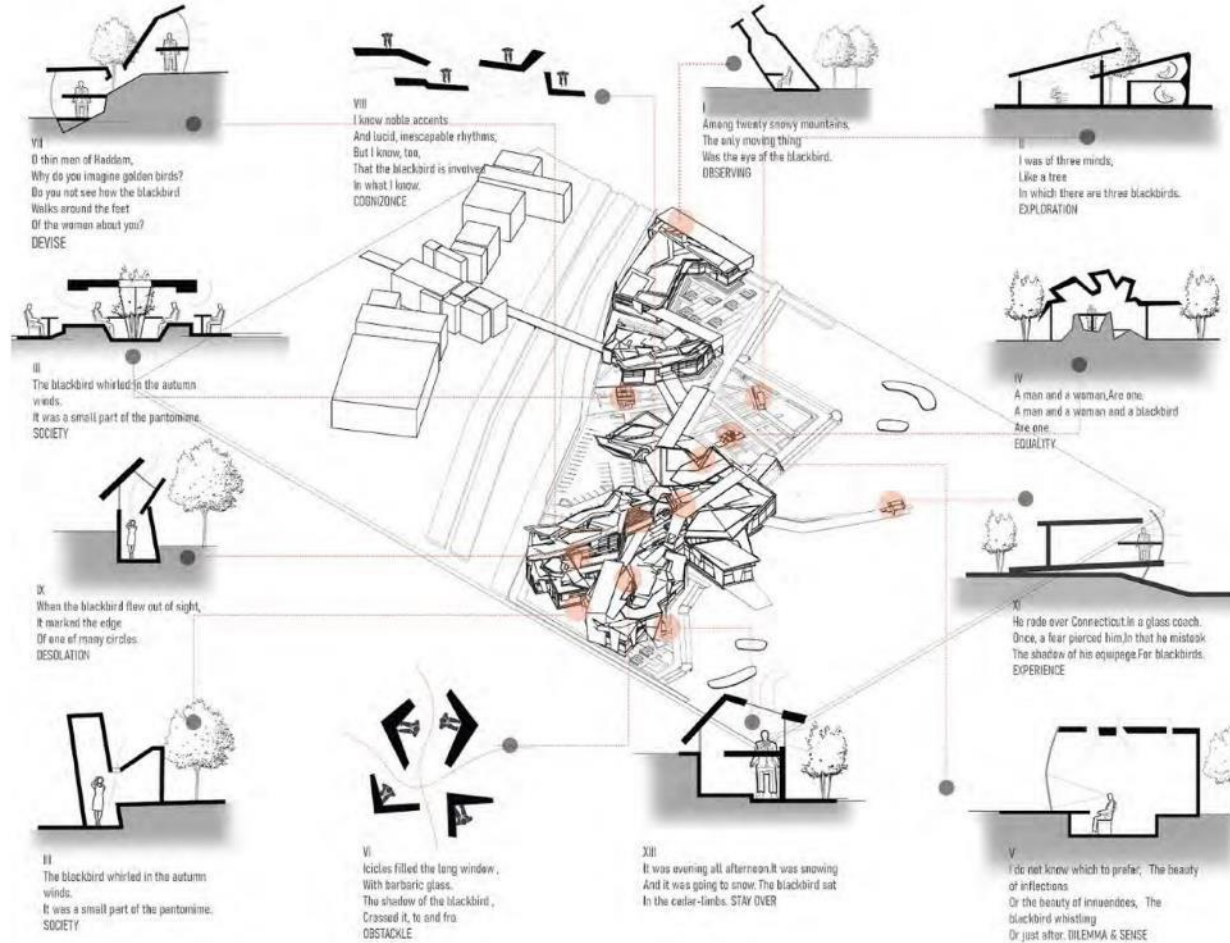 VII
O thin men of Haddam,
Why do you imagine golden birds?
Do you not see how the blackbird
Walks around the feet
Of the women about you?
DEVISE
VIII
I know noble accents
And lucid, inescapable rhythms,
But I know, too,
That the blackbird is involved
In what I know.
COGNIZONCE
I
Among twenty snowy mountains,
The only moving thing
Was the eye of the blackbird.
OBSERVING
II
I was of three minds,
Like a tree
In which there are three blackbirds.
EXPLORATION
III
The blackbird whirled in the autumn
winds.
It was a small part of the pantomime.
SOCIETY
IV
A man and a woman,Are one.
A man and a woman and a blackbird
Are one.
EQUALITY
IX
When the blackbird flew out of sight,
It marked the edge
Of one of many circles.
DESOLATION
XI
He rode over Connecticut.In a glass coach.
Once, a fear pierced him,In that he mistook
The shadow of his equipage.For blackbirds.
EXPERIENCE
III
The blackbird whirled in the autumn
winds.
It was a small part of the pantomime.
SOCIETY
VI
Icicles filled the long window,
With barbaric glass.
The shadow of the blackbird,
Crossed it, to and fro.
OBSTACKLE
XIII
It was evening all afternoon.It was snowing
And it was going to snow. The blackbird sat
In the cedar-limbs. STAY OVER
V
I do not know which to prefer, The beauty
of inflections
Or the beauty of innuendoes, The
blackbird whistling
Or just after. DILEMMA & SENSE